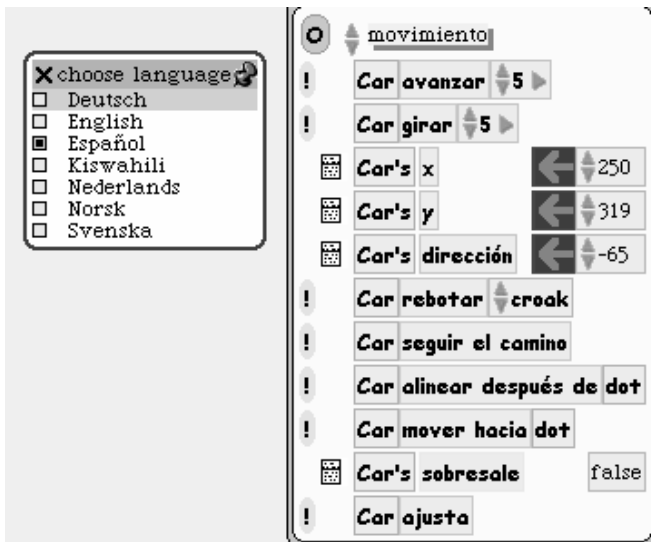 choose language
Deutsch
English
Español
Kiswahili
Nederlands
Norsk
Svenska
O movimiento
! Car avanzar 5
! Car girar 5
Car's x 250
Car's y 319
Car's dirección -65
! Car rebotar croak
! Car seguir el camino
! Car alinear después de dot
! Car mover hacia dot
Car's sobresale false
! Car ajusta